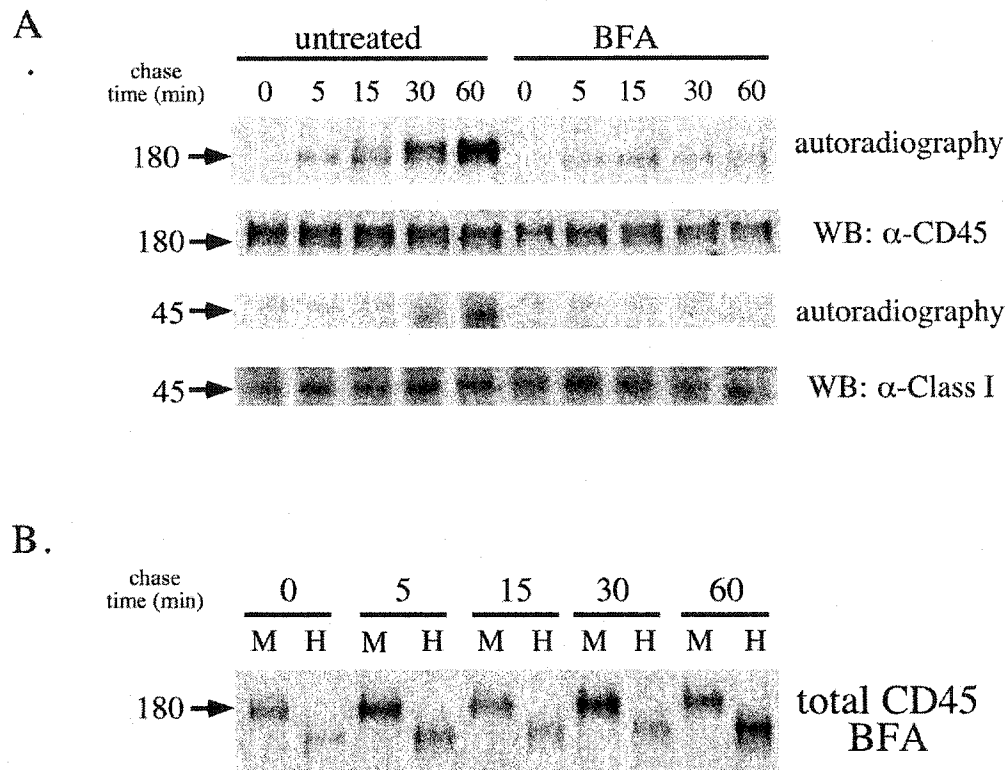 A
untreated BFA
chase
time (min) 0 5 15 30 60 0 5 15 30 60
180 autoradiography
180 WB: α-CD45
45 autoradiography
45 WB: α-Class I
B.
chase
time (min) 0 5 15 30 60
M H M H M H M H M H
180 total CD45
BFA